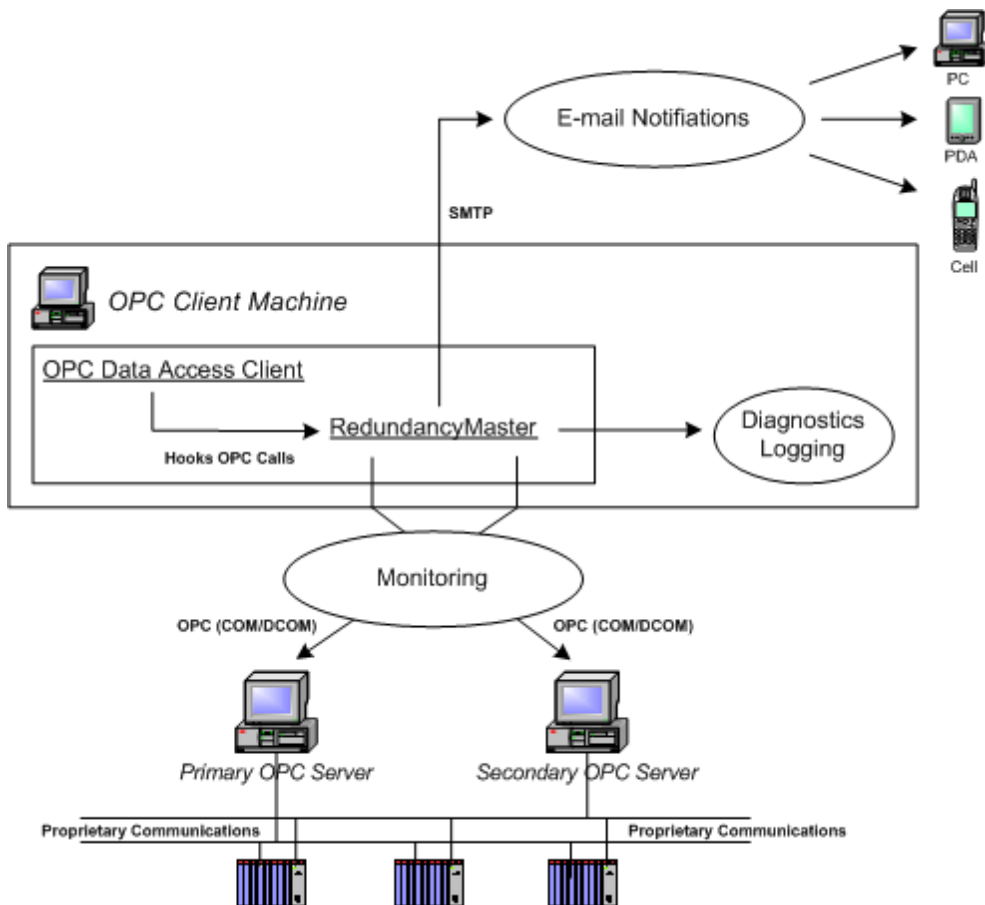 PC
E-mail Notifiations
PDA
SMTP
Cell
OPC Client Machine
OPC Data Access Client
RedundancyMaster
Hooks OPC Calls
Diagnostics
Logging
Monitoring
OPC (COM/DCOM)
OPC (COM/DCOM)
Primary OPC Server
Secondary OPC Server
Proprietary Communications
Proprietary Communications